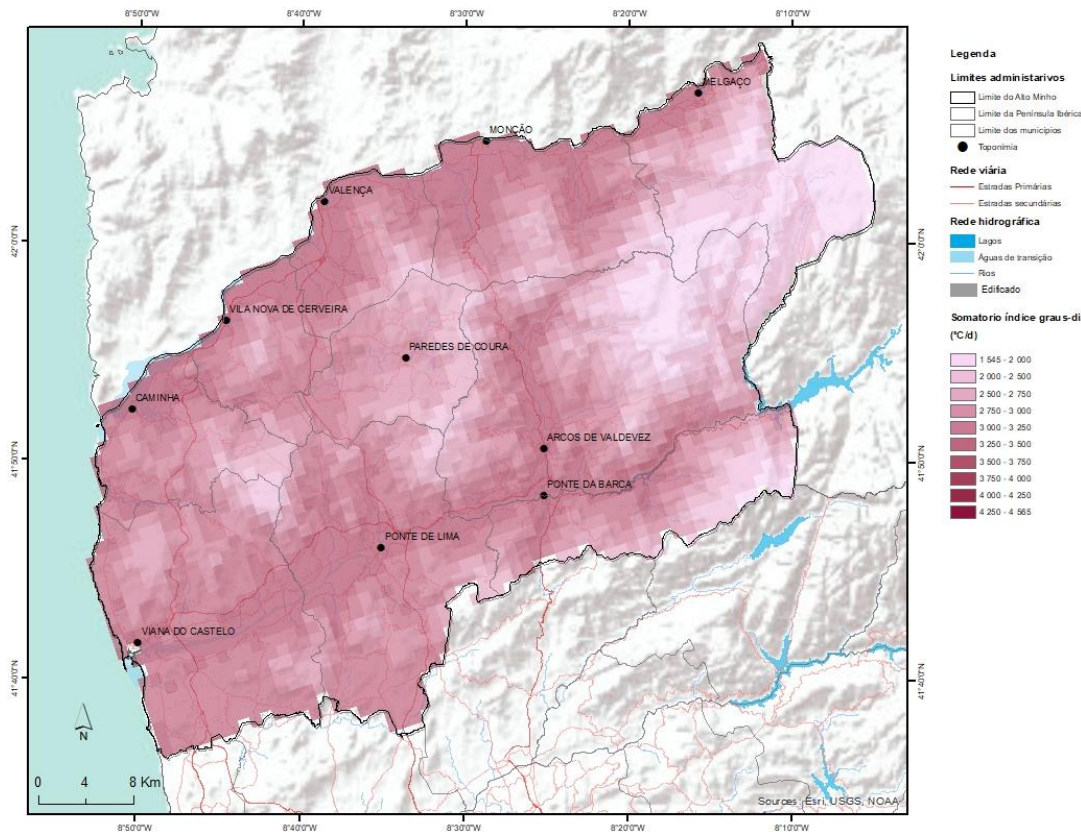 8°50'0"W
8°40'0"W
8°30'0"W
8°20'0"W
8°10'0"W
42°0'0"N
41°50'0"N
41°40'0"N
42°0'0"N
41°50'0"N
41°40'0"N
MELGAÇO
MONÇÃO
VALENÇA
VILA NOVA DE CERVEIRA
PAREDES DE COURA
CAMINHA
ARCOS DE VALDEVEZ
PONTE DA BARCA
PONTE DE LIMA
VIANA DO CASTELO
N
0 4 8 Km
Sources: Esri, USGS, NOAA
8°50'0"W
8°40'0"W
8°30'0"W
8°20'0"W
8°10'0"W
Legenda
Limites administarivos
Limite do Alto Minho
Limite da Península Ibérica
Limite dos municípios
Toponímia
Rede viária
Estradas Primárias
Estradas secundárias
Rede hidrográfica
Lagos
Águas de transição
Rios
Edificado
Somatorio índice graus-di
(°C/d)
1 545 - 2 000
2 000 - 2 500
2 500 - 2 750
2 750 - 3 000
3 000 - 3 250
3 250 - 3 500
3 500 - 3 750
3 750 - 4 000
4 000 - 4 250
4 250 - 4 565